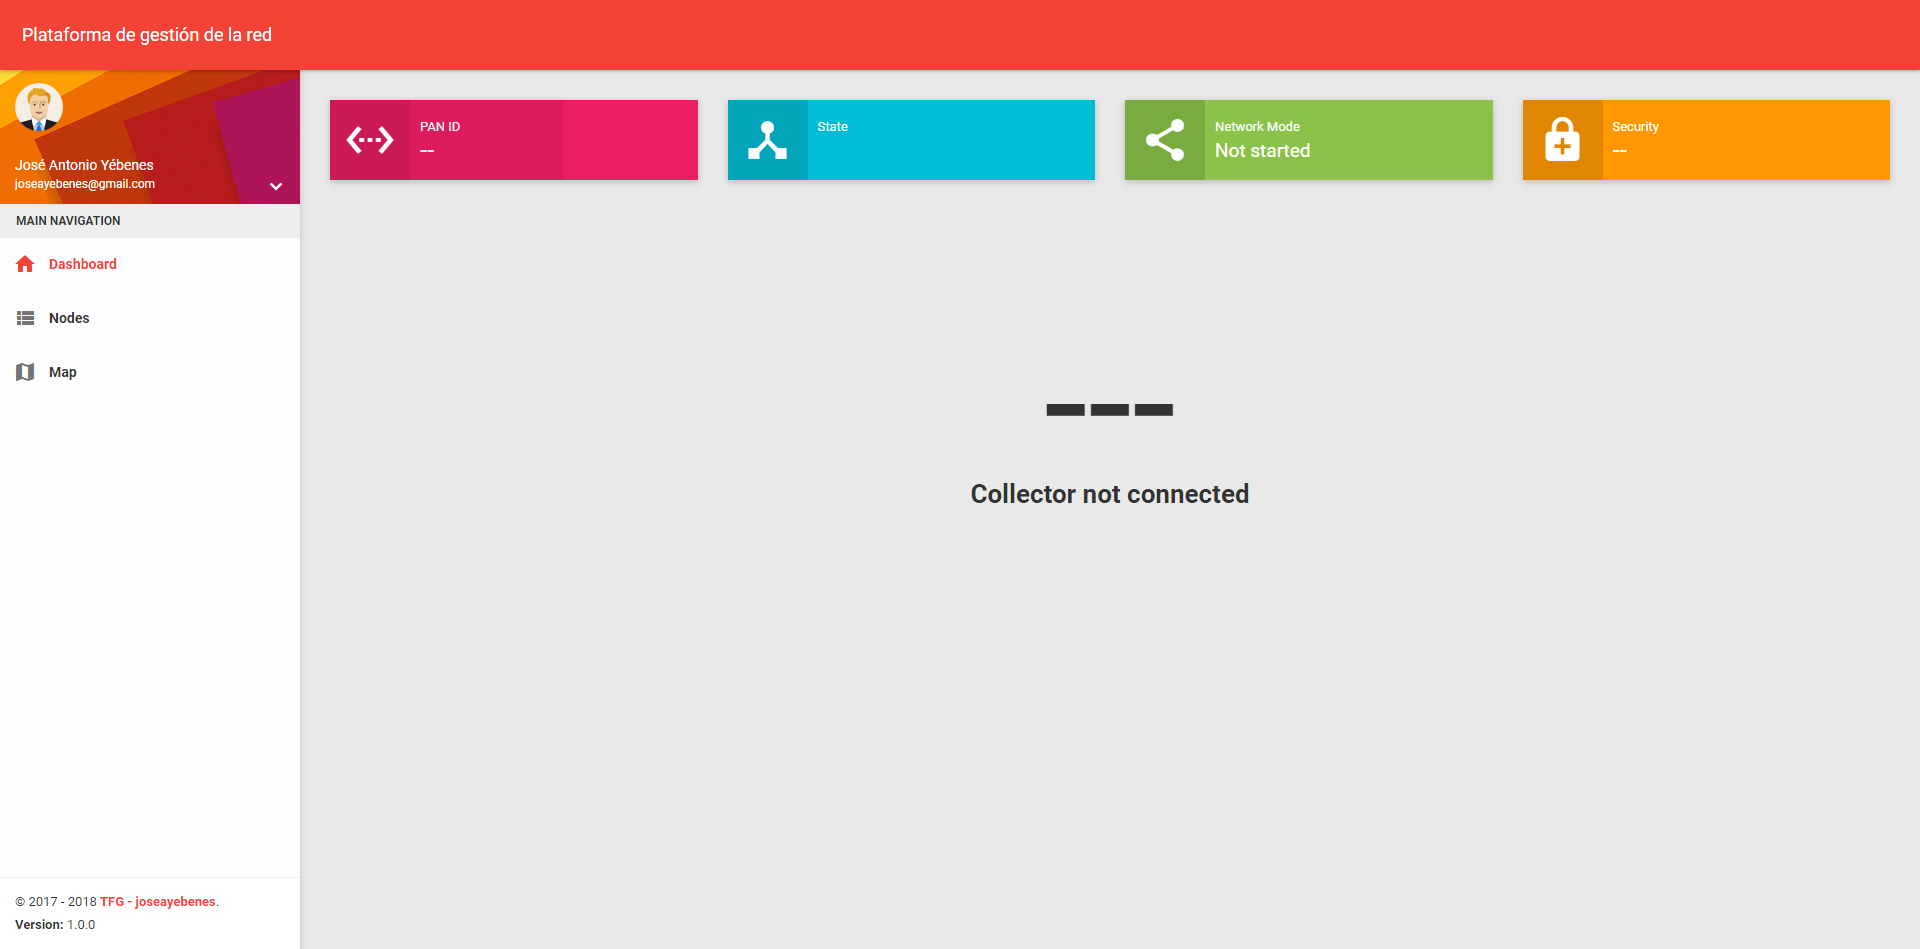 Plataforma de gestión de la red
José Antonio Yébenes
joseayebenes@gmail.com
MAIN NAVIGATION
Dashboard
Nodes
Map
© 2017 - 2018 TFG - joseayebenes.
Version: 1.0.0
PAN ID
--
State
Network Mode
Not started
Security
--
---
Collector not connected